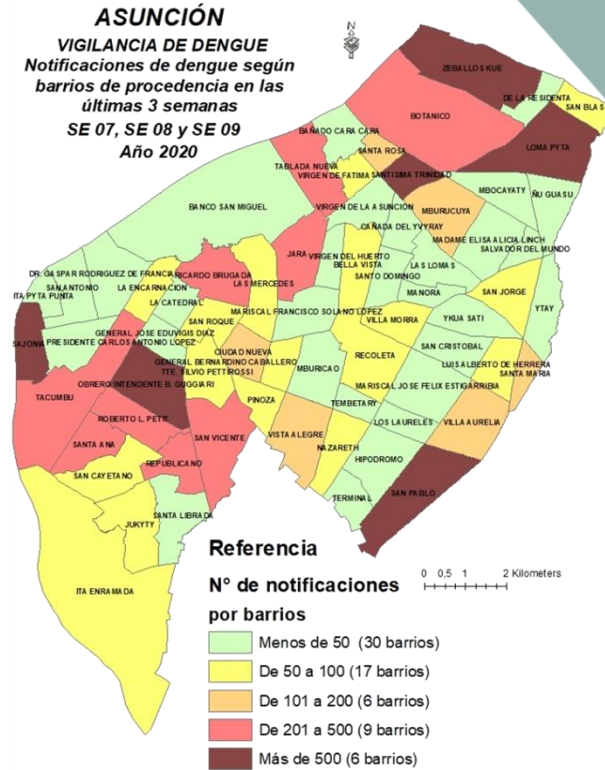 ASUNCIÓN
VIGILANCIA DE DENGUE
Notificaciones de dengue según
barrios de procedencia en las
últimas 3 semanas
SE 07, SE 08 y SE 09
Año 2020
N
ZEBALLOS KUE
DE LA RESIDENTA
SAN BLAS
BOTANICO
LOMA PYTA
BAÑADO CARA CARA
SANTA ROSA
TABLADA NUEVA
VIRGEN DE FATIMA
SANTISIMA TRINIDAD
MBOCAYATY
ÑU GUASU
BANCO SAN MIGUEL
VIRGEN DE LA ASUNCION
MBURUCUYA
CAÑADA DEL YVYRAY
MADAME ELISA ALICIA LINCH
SALVADOR DEL MUNDO
JARA
VIRGEN DEL HUERTO
BELLA VISTA
LAS LOMAS
DR. GASPAR RODRIGUEZ DE FRANCIA
RICARDO BRUGADA
LAS MERCEDES
SANTO DOMINGO
SAN ANTONIO
LA ENCARNACION
MANORA
SAN JORGE
ITA PYTA PUNTA
LA CATEDRAL
YTAY
MARISCAL FRANCISCO SOLANO LOPEZ
SAN ROQUE
VILLA MORRA
YKUA SATI
GENERAL JOSE EDUVIGIS DIAZ
SAJONIA
PRESIDENTE CARLOS ANTONIO LOPEZ
CIUDAD NUEVA
SAN CRISTOBAL
GENERAL BERNARDINO CABALLERO
RECOLETA
LUIS ALBERTO DE HERRERA
TTE. SILVIO PETTIROSSI
MBURICAO
SANTA MARIA
OBRERO INTENDENTE B. GUGGIARI
MARISCAL JOSE FELIX ESTIGARRIBIA
TACUMBU
PINOZA
TEMBETARY
ROBERTO L. PETIT
LOS LAURELES
VILLA AURELIA
SAN VICENTE
VISTA ALEGRE
SANTA ANA
NAZARETH
HIPODROMO
REPUBLICANO
SAN CAYETANO
TERMINAL
SAN PABLO
SANTA LIBRADA
JUKYTY
ITA ENRAMADA
Referencia
N° de notificaciones
por barrios
0 0,5 1 2 Kilometers
Menos de 50 (30 barrios)
De 50 a 100 (17 barrios)
De 101 a 200 (6 barrios)
De 201 a 500 (9 barrios)
Más de 500 (6 barrios)